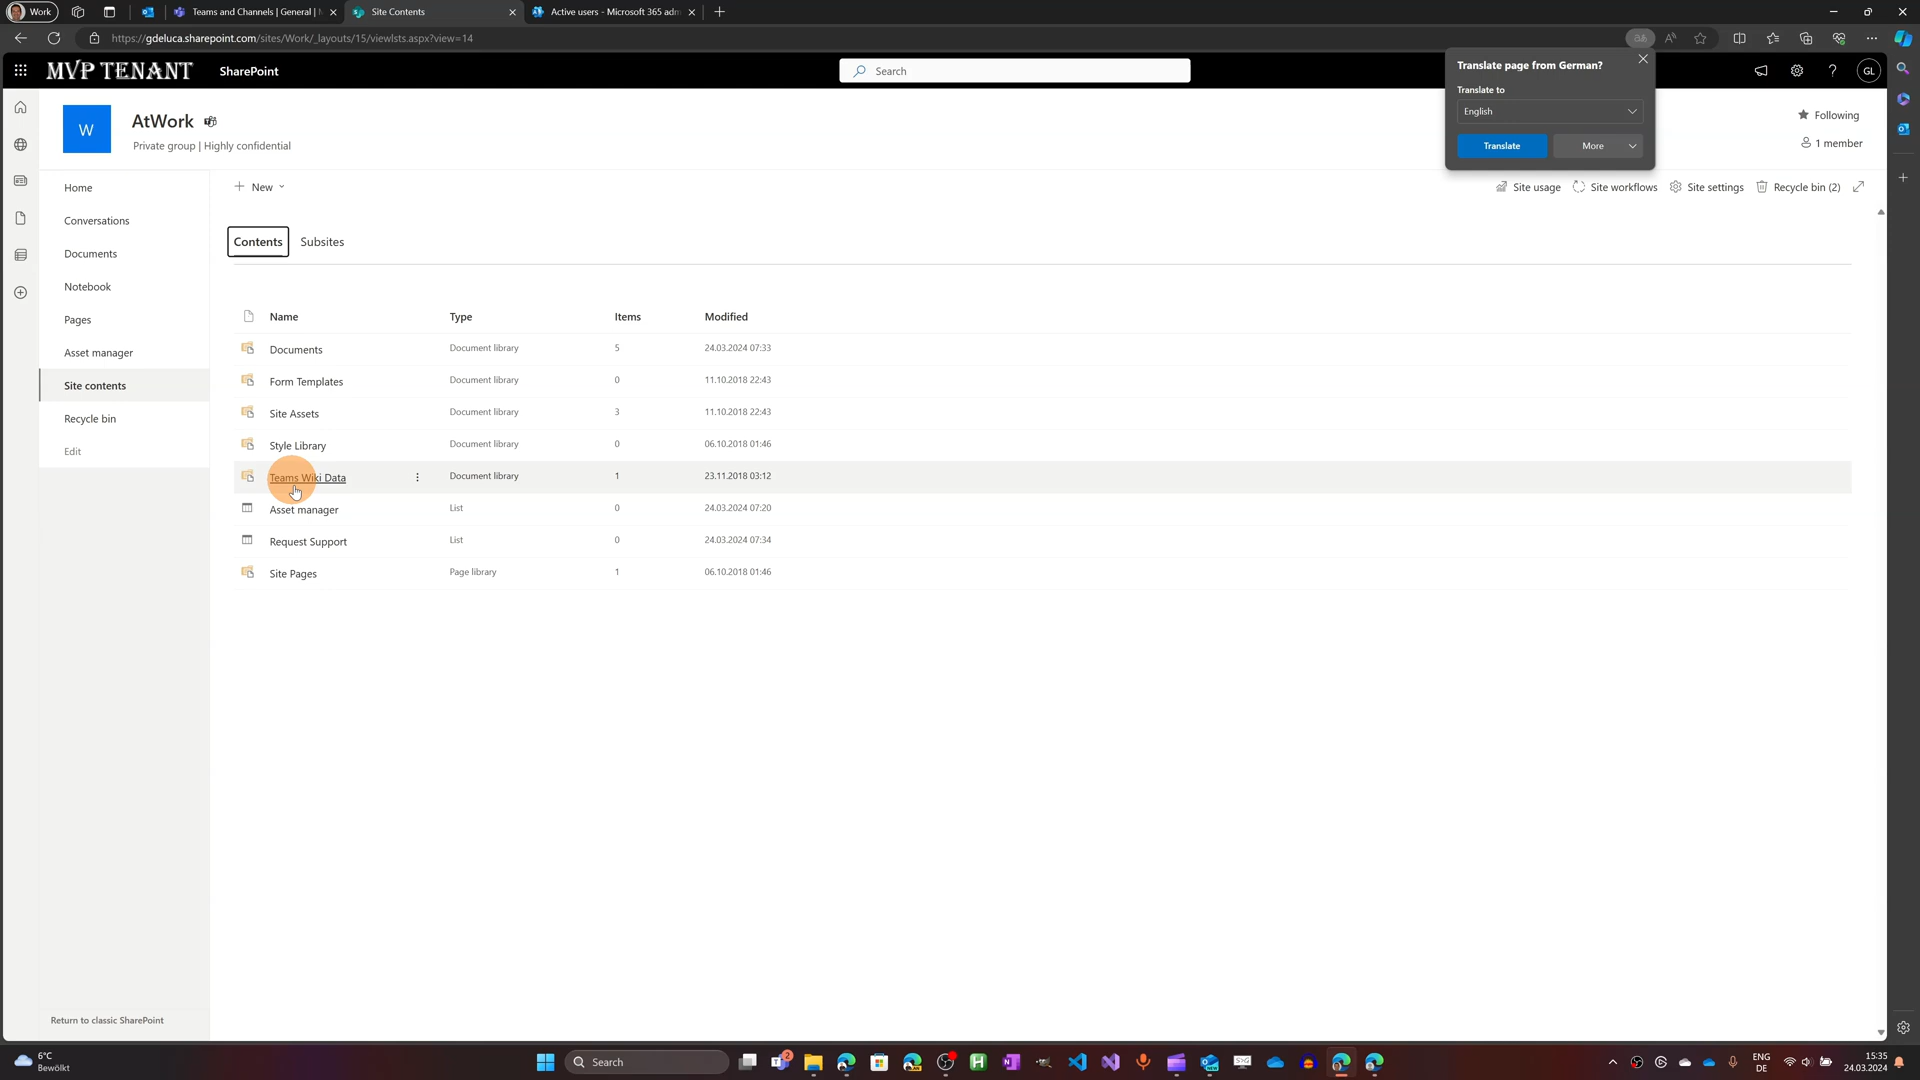 Work
Teams and Channels | General |
Site Contents
Active users - Microsoft 365 adm
https://gdeluca.sharepoint.com/sites/Work/_layouts/15/viewlsts.aspx?view=14
MVP TENANT
SharePoint
Search
Translate page from German?
Translate to
English
Translate
More
GL
W
AtWork
Private group | Highly confidential
Following
1 member
Home
Conversations
Documents
Notebook
Pages
Asset manager
Site contents
Recycle bin
Edit
New
Site usage
Site workflows
Site settings
Recycle bin (2)
Contents
Subsites
Name Type Items Modified
Documents Document library 5 24.03.2024 07:33
Form Templates Document library 0 11.10.2018 22:43
Site Assets Document library 3 11.10.2018 22:43
Style Library Document library 0 06.10.2018 01:46
Teams Wiki Data Document library 1 23.11.2018 03:12
Asset manager List 0 24.03.2024 07:20
Request Support List 0 24.03.2024 07:34
Site Pages Page library 1 06.10.2018 01:46
Return to classic SharePoint
6°C
Bewölkt
Search
2
ENG
DE
15:35
24.03.2024